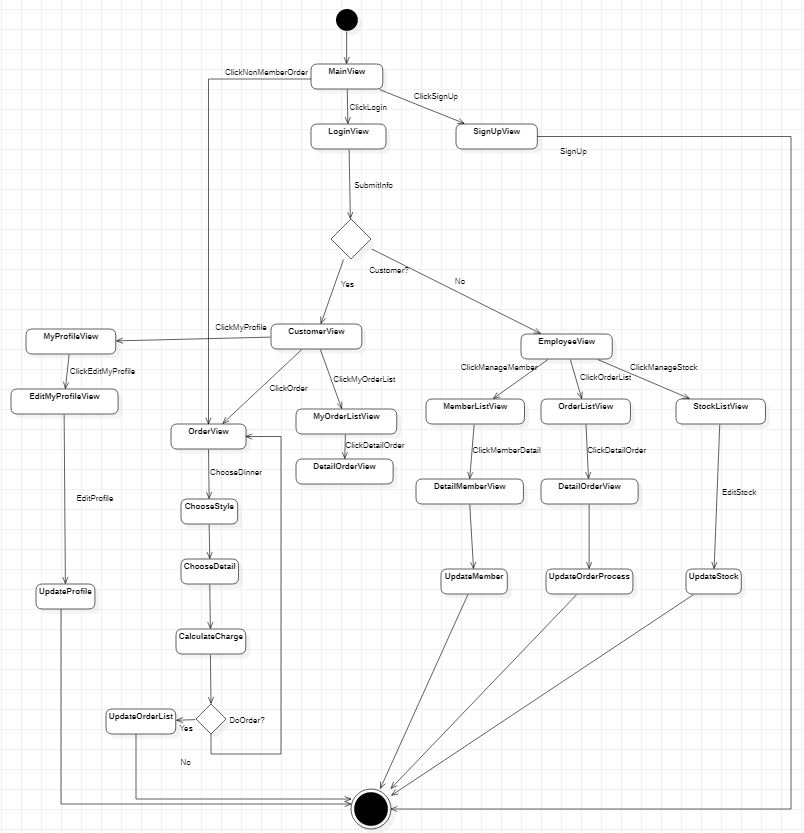 MainView
ClickNonMemberOrder
ClickSignUp
ClickLogin
LoginView
SignUpView
SignUp
SubmitInfo
Customer?
Yes
No
ClickMyProfile
CustomerView
MyProfileView
EmployeeView
ClickEditMyProfile
ClickManageMember
ClickOrderList
ClickManageStock
ClickMyOrderList
ClickOrder
EditMyProfileView
MyOrderListView
MemberListView
OrderListView
StockListView
OrderView
ClickDetailOrder
ClickMemberDetail
ClickDetailOrder
DetailOrderView
ChooseDinner
DetailMemberView
DetailOrderView
EditStock
EditProfile
ChooseStyle
ChooseDetail
UpdateMember
UpdateOrderProcess
UpdateStock
UpdateProfile
CalculateCharge
UpdateOrderList
DoOrder?
Yes
No